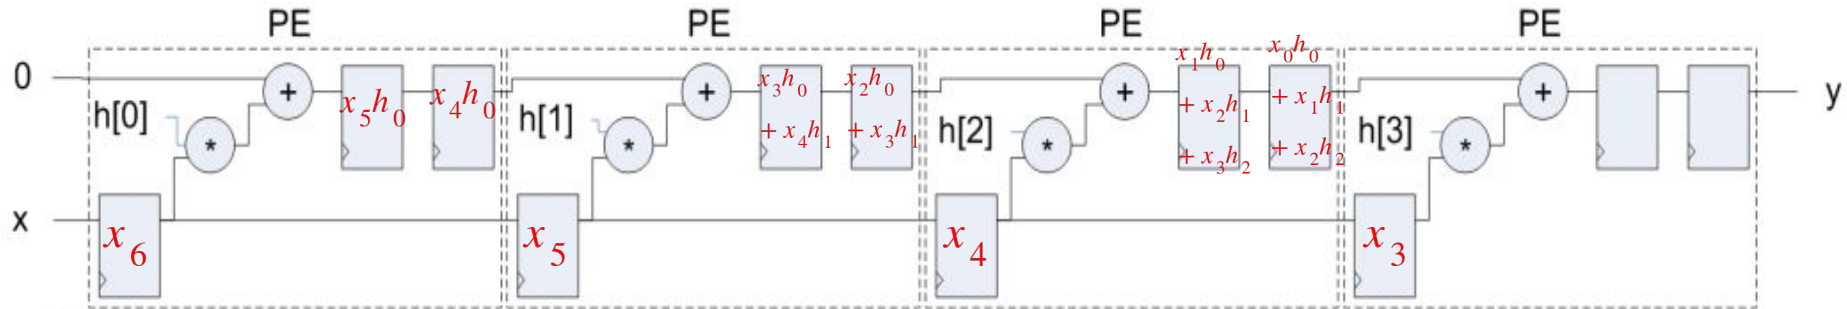 PE PE PE PE
0 + x₅h₀ x₄h₀ + x₃h₀ x₂h₀ + x₁h₀ x₀h₀ + y
h[0] * h[1] * + x₄h₁ + x₃h₁ h[2] * + x₂h₁ + x₁h₁ h[3] *
+ x₃h₂ + x₂h₂
x x₆ x₅ x₄ x₃